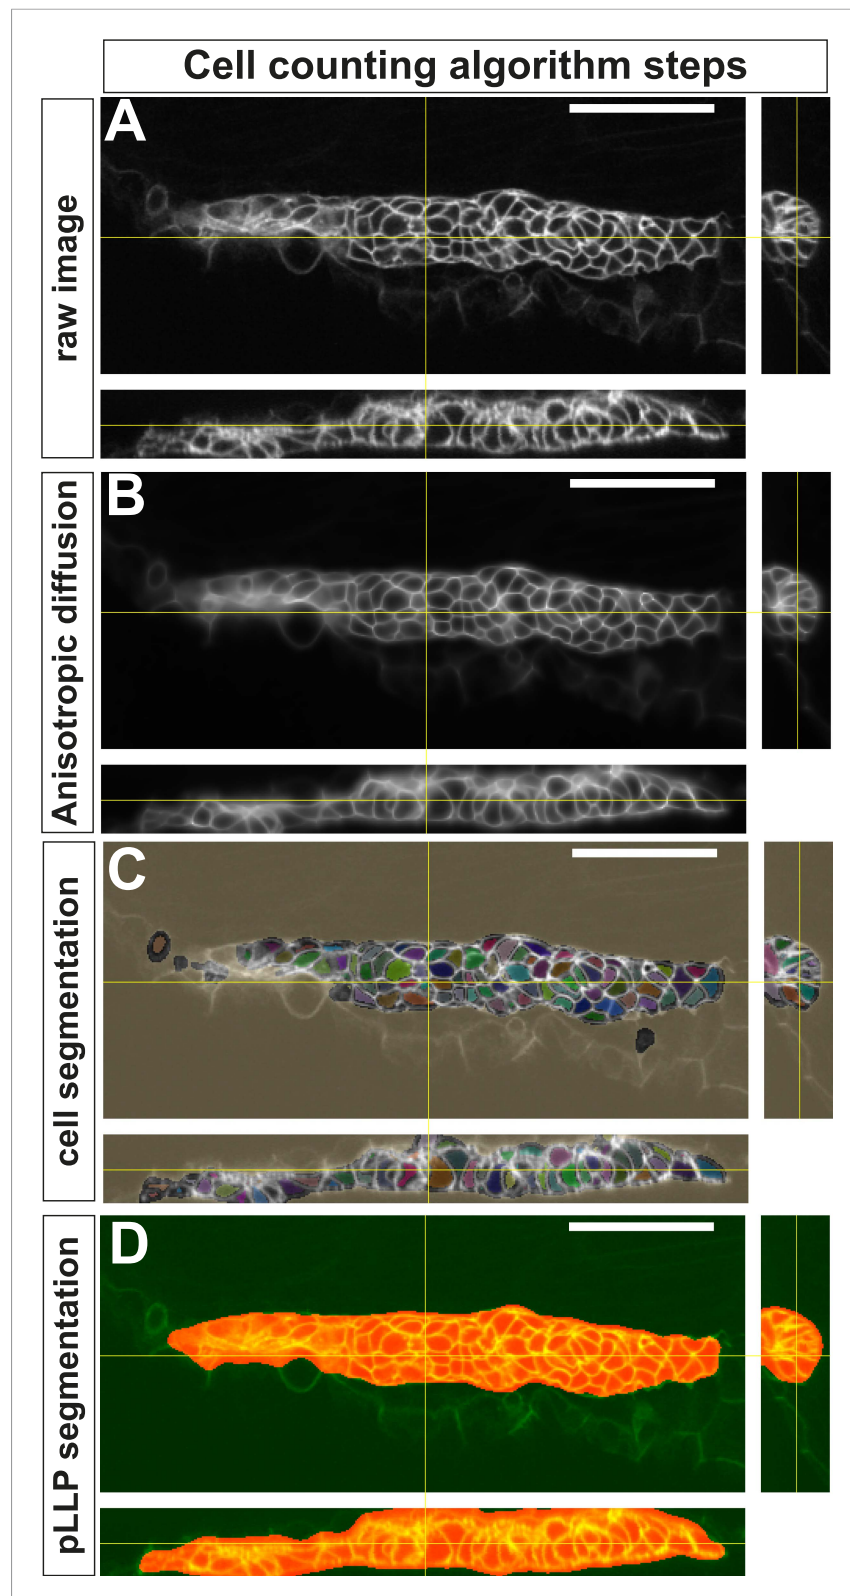 Cell counting algorithm steps
raw image
A
Anisotropic diffusion
B
cell segmentation
C
pLLP segmentation
D